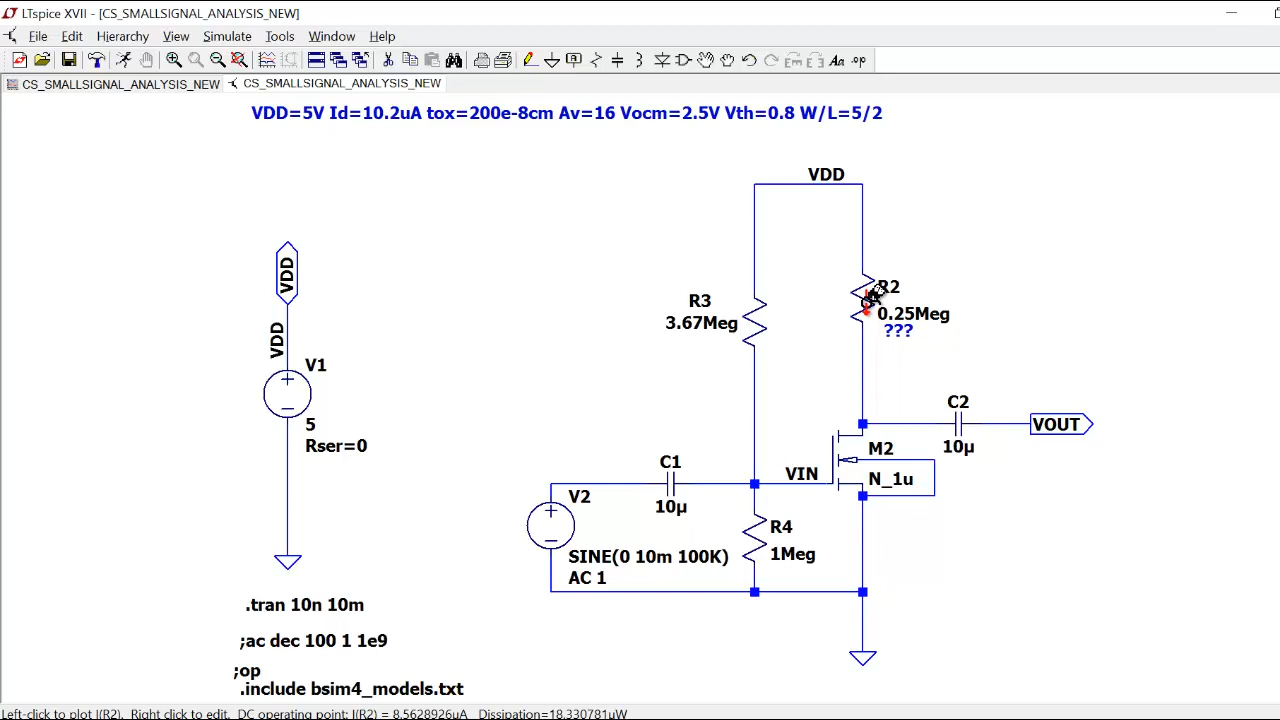 LTspice XVII - [CS_SMALLSIGNAL_ANALYSIS_NEW]
File Edit Hierarchy View Simulate Tools Window Help
CS_SMALLSIGNAL_ANALYSIS_NEW CS_SMALLSIGNAL_ANALYSIS_NEW
VDD=5V Id=10.2uA tox=200e-8cm Av=16 Vocm=2.5V Vth=0.8 W/L=5/2
VDD
VDD
VDD
V1
5
Rser=0
R3
3.67Meg
R2
0.25Meg
???
C2
10µ
VOUT
M2
N_1u
VIN
C1
10µ
V2
SINE(0 10m 100K)
AC 1
R4
1Meg
.tran 10n 10m
;ac dec 100 1 1e9
;op
.include bsim4_models.txt
Left-click to plot I(R2). Right click to edit. DC operating point: I(R2) = 8.5628926uA Dissipation=18.330781uW